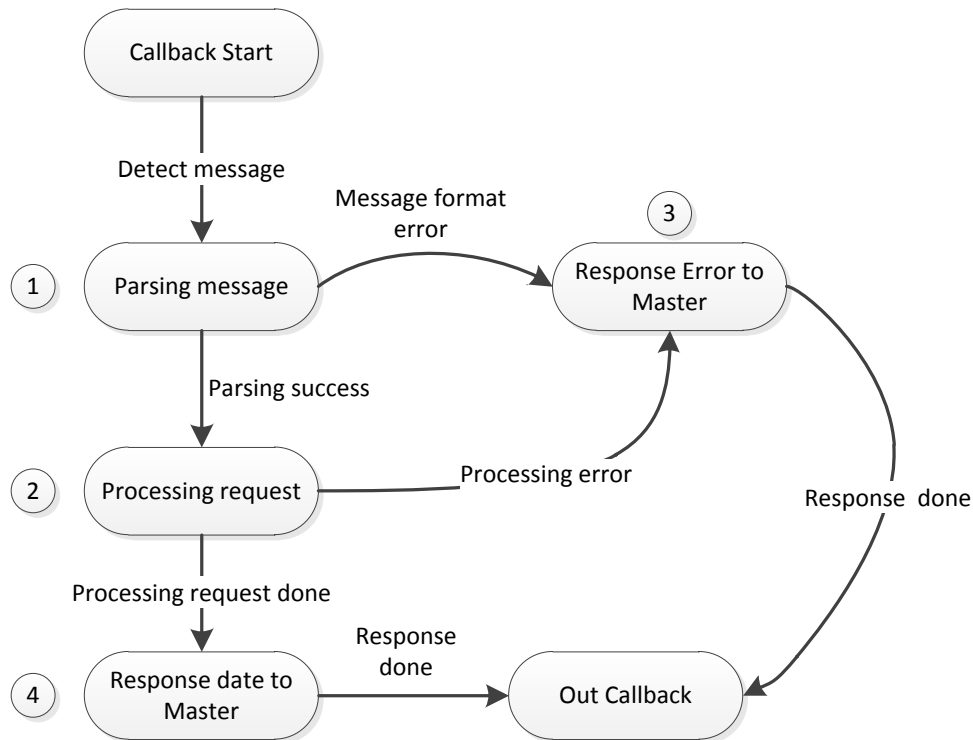 Callback Start
Detect message
Message format
error
3
1
Parsing message
Response Error to
Master
Parsing success
2
Processing request
Processing error
Response  done
Processing request done
4
Response date to
Master
Response
done
Out Callback